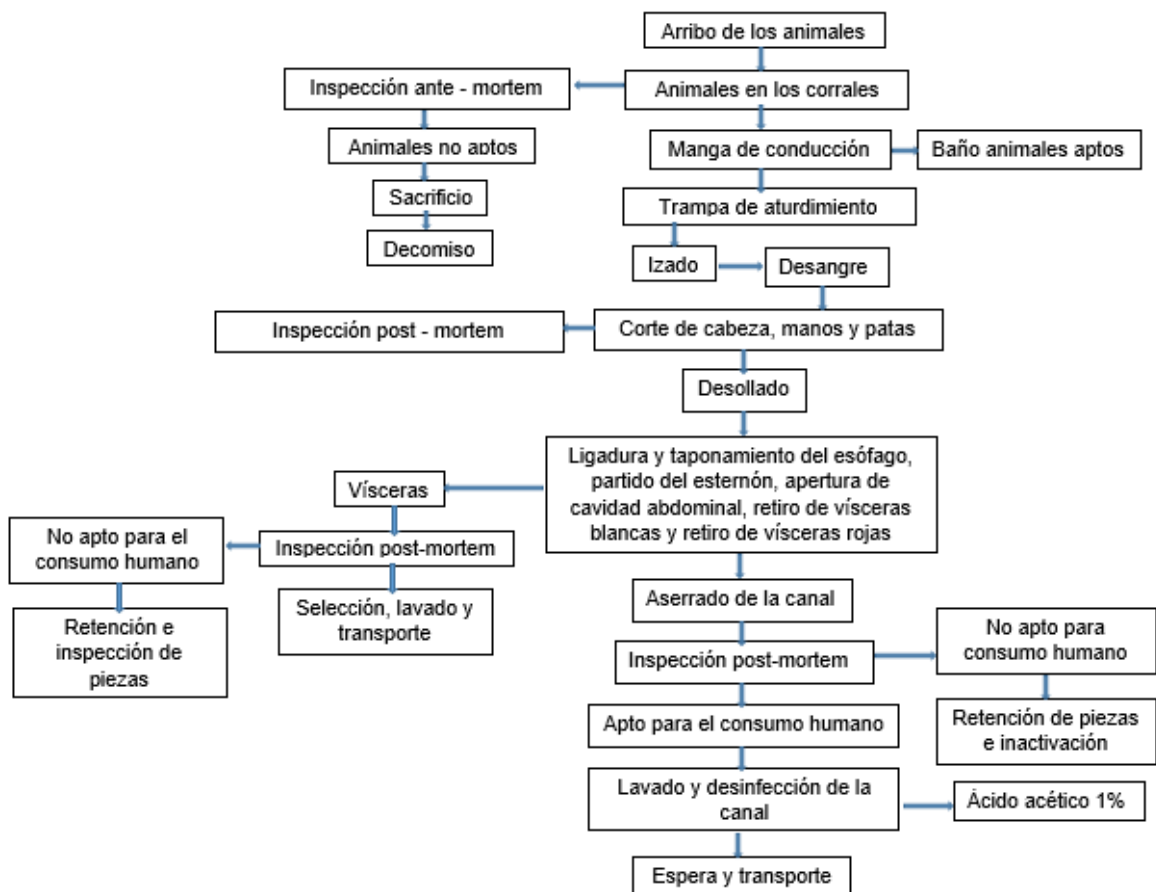 Arribo de los animales
Inspección ante - mortem
Animales en los corrales
Animales no aptos
Manga de conducción
Baño animales aptos
Sacrificio
Trampa de aturdimiento
Decomiso
Izado
Desangre
Inspección post - mortem
Corte de cabeza, manos y patas
Desollado
Ligadura y taponamiento del esófago,
partido del esternón, apertura de
cavidad abdominal, retiro de vísceras
blancas y retiro de vísceras rojas
Vísceras
No apto para el
consumo humano
Inspección post-mortem
Retención e
inspección de
piezas
Selección, lavado y
transporte
Aserrado de la canal
Inspección post-mortem
No apto para
consumo humano
Retención de piezas
e inactivación
Apto para el consumo humano
Lavado y desinfección de la
canal
Ácido acético 1%
Espera y transporte